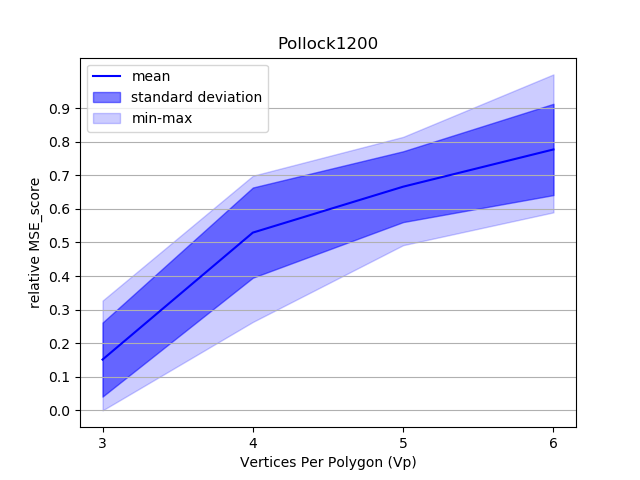 Pollock1200
mean
standard deviation
min-max
relative MSE_score
0.9
0.8
0.7
0.6
0.5
0.4
0.3
0.2
0.1
0.0
3 4 5 6
Vertices Per Polygon (Vp)